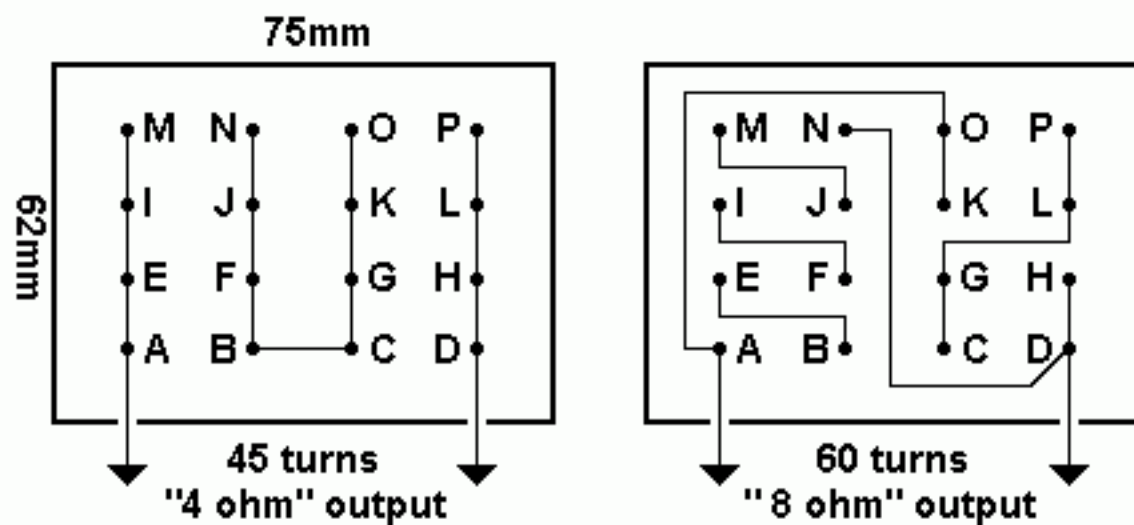 75mm
62mm
M N O P
I J K L
E F G H
A B C D
45 turns
"4 ohm" output
M N O P
I J K L
E F G H
A B C D
60 turns
"8 ohm" output